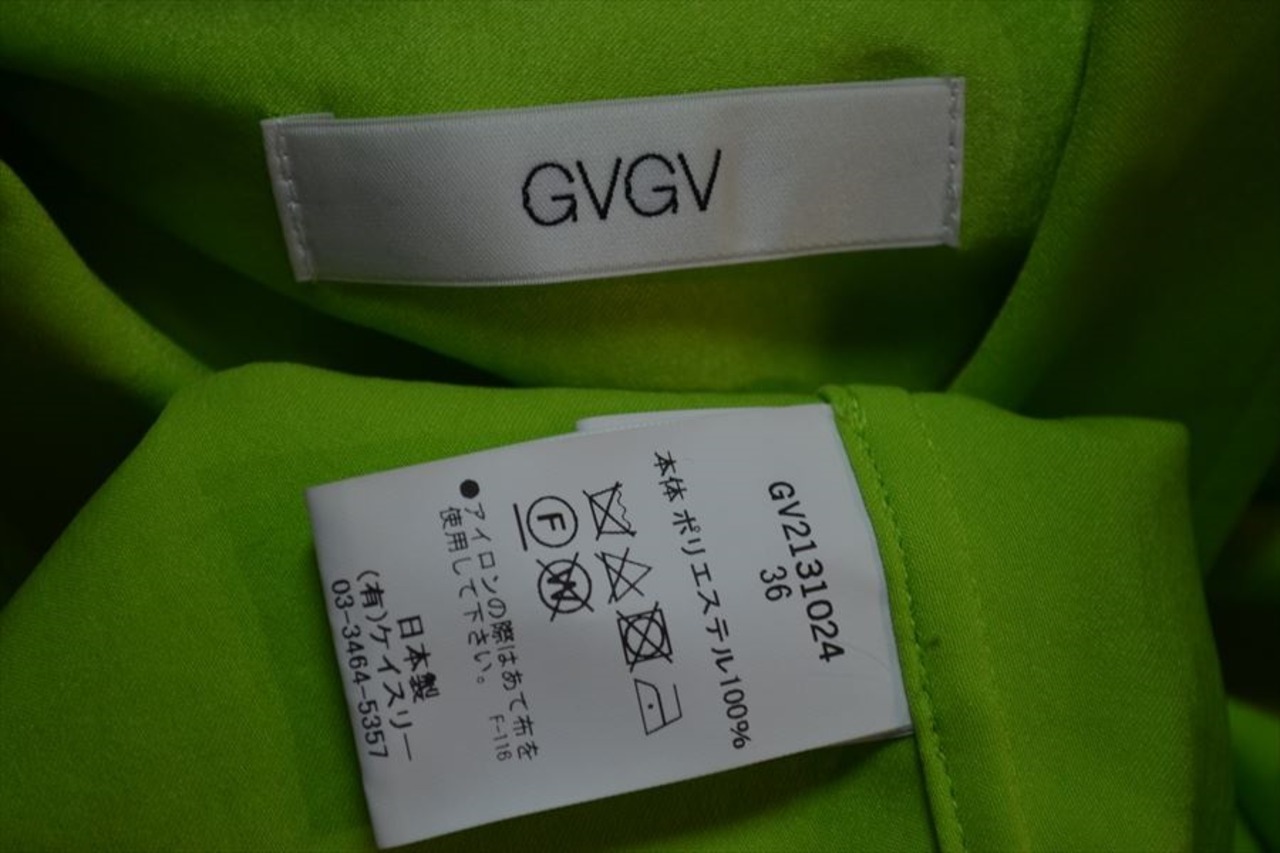 GVGV
GV2131024
36
本体 ポリエステル100%
F
W
●アイロンの際はあて布を
使用して下さい。 F-116
日本製
(有)ケイスリー
03-3464-5357